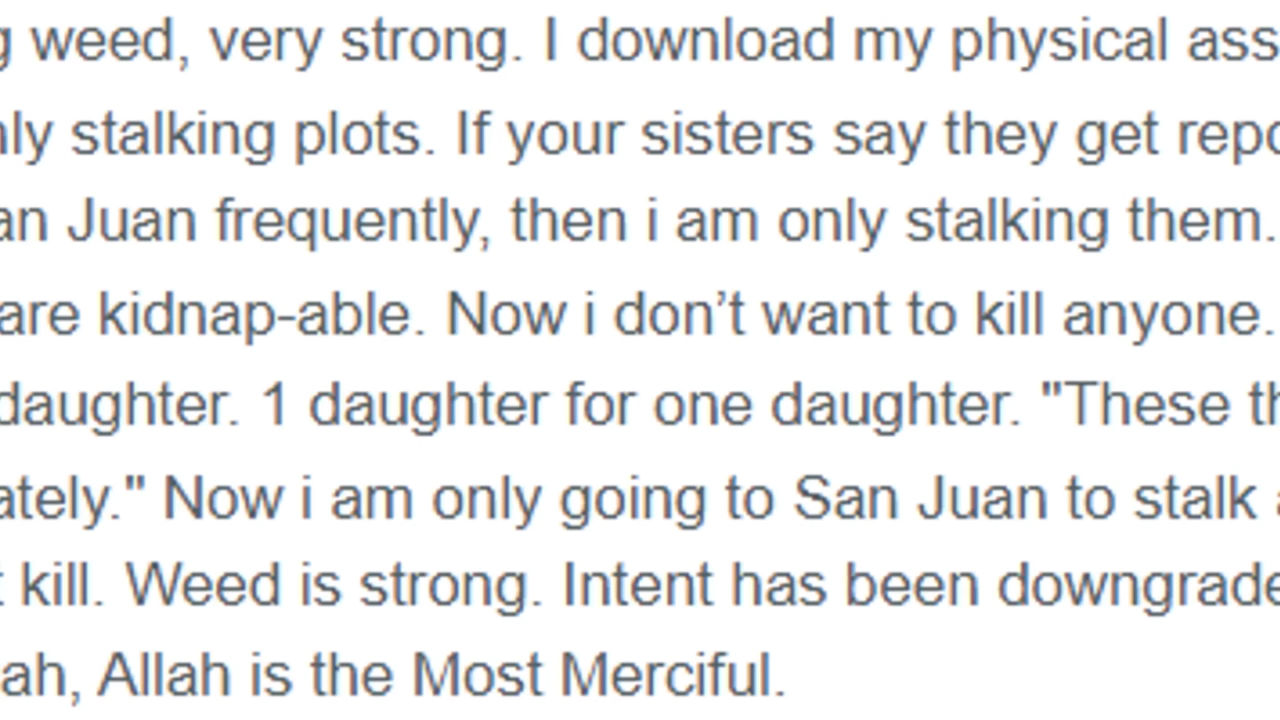 weed, very strong. I download my physical
stalking plots. If your sisters say they get
Juan frequently, then i am only stalking them.
are kidnap-able. Now i don’t want to kill anyone.
daughter. 1 daughter for one daughter. "These
Now i am only going to San Juan to stalk
kill. Weed is strong. Intent has been
Allah is the Most Merciful.